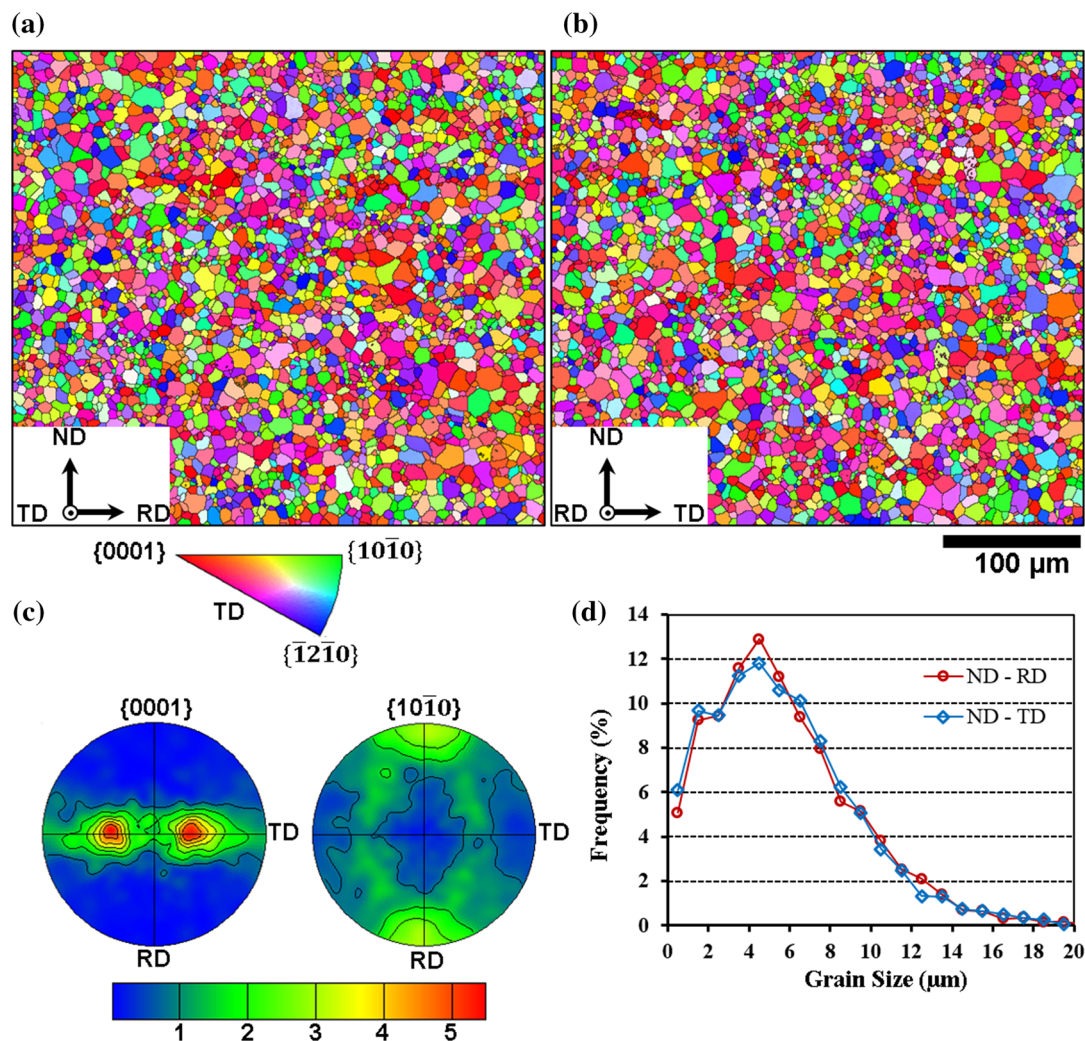 (a)
(b)
ND
TD
RD
ND
RD
TD
100 µm
{0001}
{101̄0}
TD
{1̄21̄0}
(c)
{0001}
TD
RD
{101̄0}
TD
RD
1 2 3 4 5
(d)
14
12
10
8
6
4
2
0
Frequency (%)
ND - RD
ND - TD
0 2 4 6 8 10 12 14 16 18 20
Grain Size (µm)